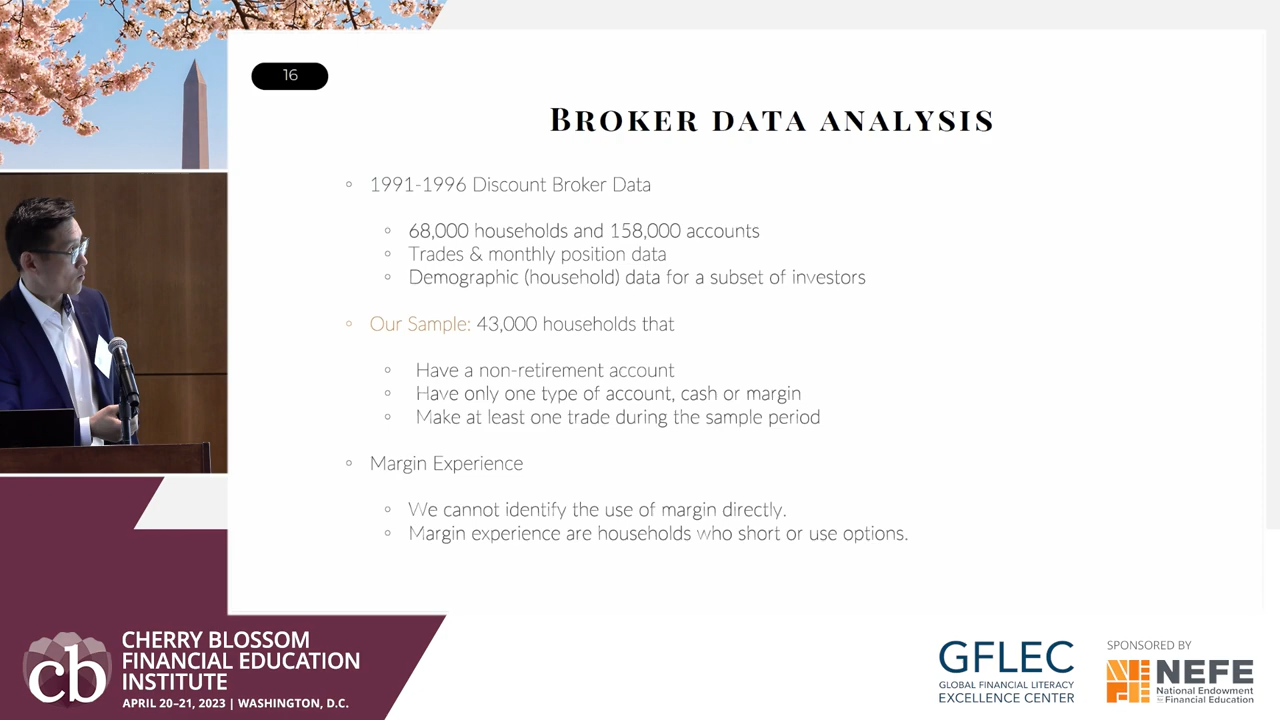 16
BROKER DATA ANALYSIS
1991-1996 Discount Broker Data
68,000 households and 158,000 accounts
Trades & monthly position data
Demographic (household) data for a subset of investors
Our Sample: 43,000 households that
Have a non-retirement account
Have only one type of account, cash or margin
Make at least one trade during the sample period
Margin Experience
We cannot identify the use of margin directly.
Margin experience are households who short or use options.
cb
CHERRY BLOSSOM
FINANCIAL EDUCATION
INSTITUTE
APRIL 20–21, 2023 | WASHINGTON, D.C.
GFLEC
GLOBAL FINANCIAL LITERACY
EXCELLENCE CENTER
SPONSORED BY
NEFE
National Endowment
for Financial Education